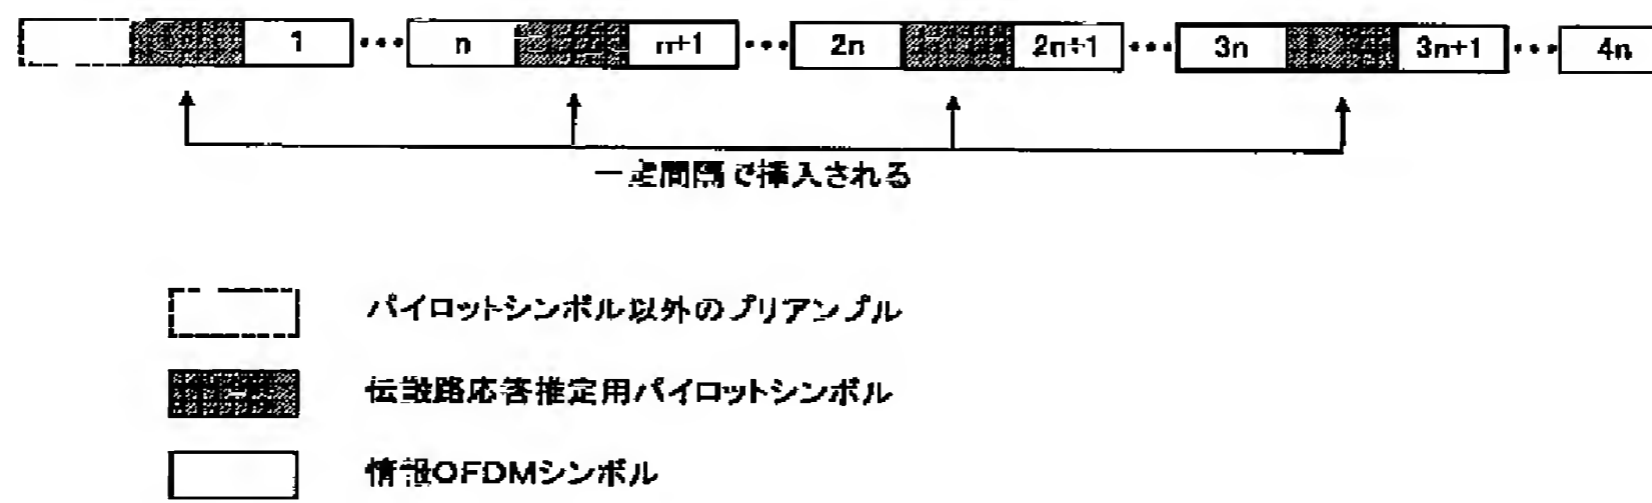 1 ••• n n+1 ••• 2n 2n+1 ••• 3n 3n+1 ••• 4n
一定間隔で挿入される
パイロットシンボル以外のプリアンブル
伝搬路応答推定用パイロットシンボル
情報OFDMシンボル